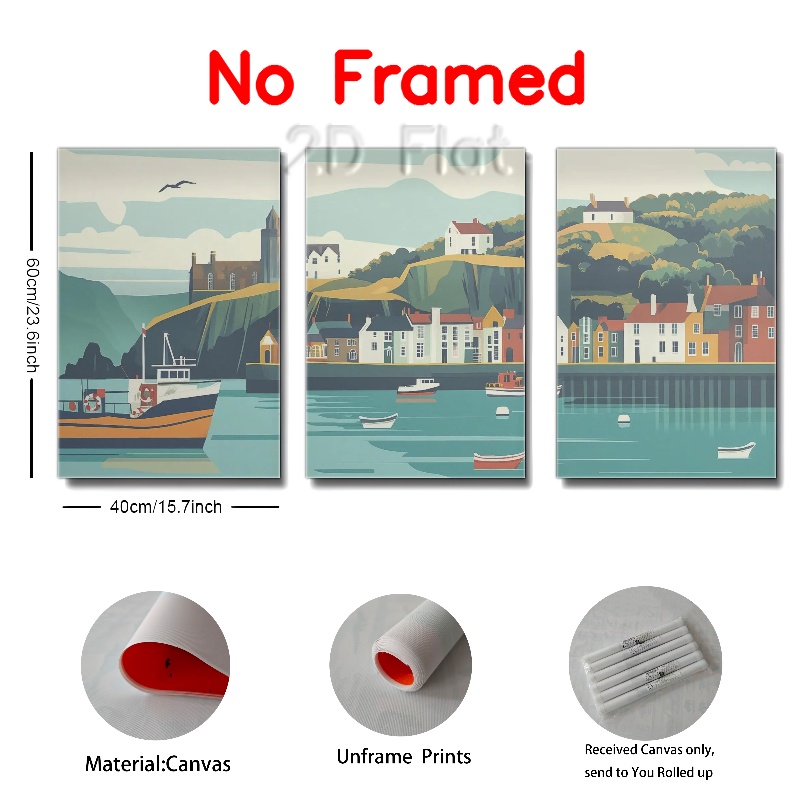 No Framed
2D Flat
60cm/23.6inch
40cm/15.7inch
Material:Canvas
Unframe Prints
Received Canvas only,
send to You Rolled up